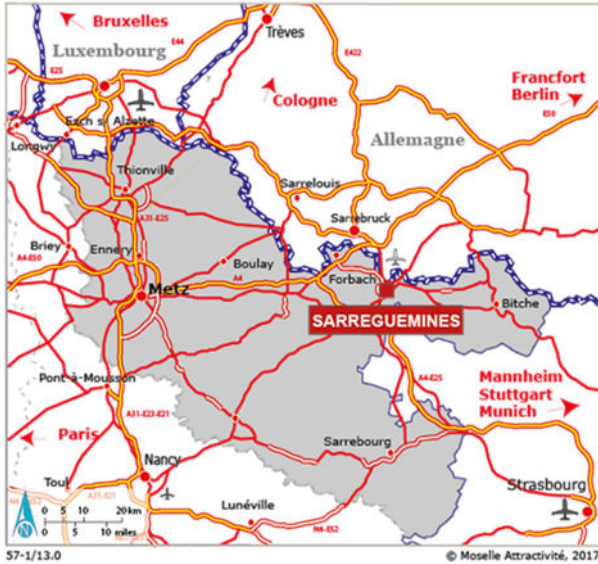 Bruxelles
Luxembourg
E44
Trèves
E422
E25
Cologne
Francfort
Berlin
E50
Esch s/ Alzette
Longwy
Allemagne
Thionville
Sarrelouis
A31-E25
Sarrebruck
Briey
Ennery
A4-E50
Boulay
A4
Forbach
Metz
Bitche
SARREGUEMINES
A4-E25
Pont-à-Mousson
Mannheim
Stuttgart
Munich
A31-E23-E21
Paris
Sarrebourg
Toul
Nancy
Strasbourg
Lunéville
N4-E52
0 5 10 20km
0 5 10 miles
N
57-1/13.0
© Moselle Attractivité, 2017